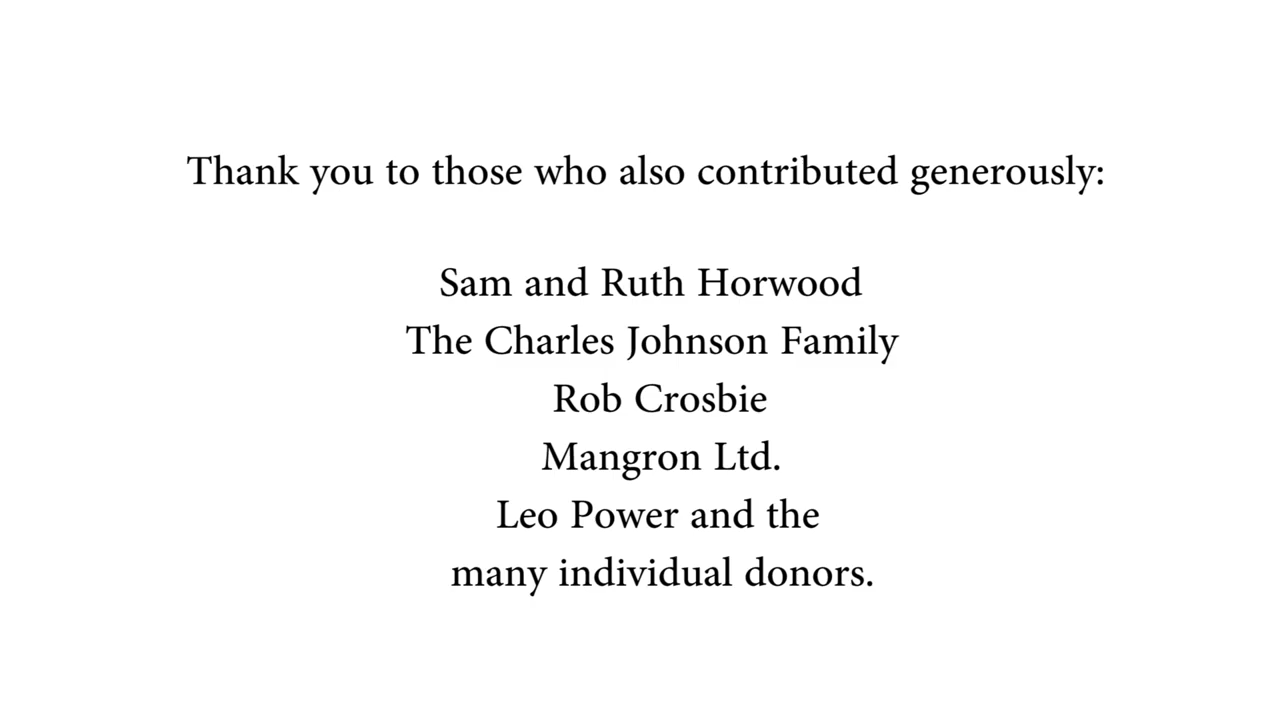 Thank you to those who also contributed generously:
Sam and Ruth Horwood
The Charles Johnson Family
Rob Crosbie
Mangron Ltd.
Leo Power and the
many individual donors.